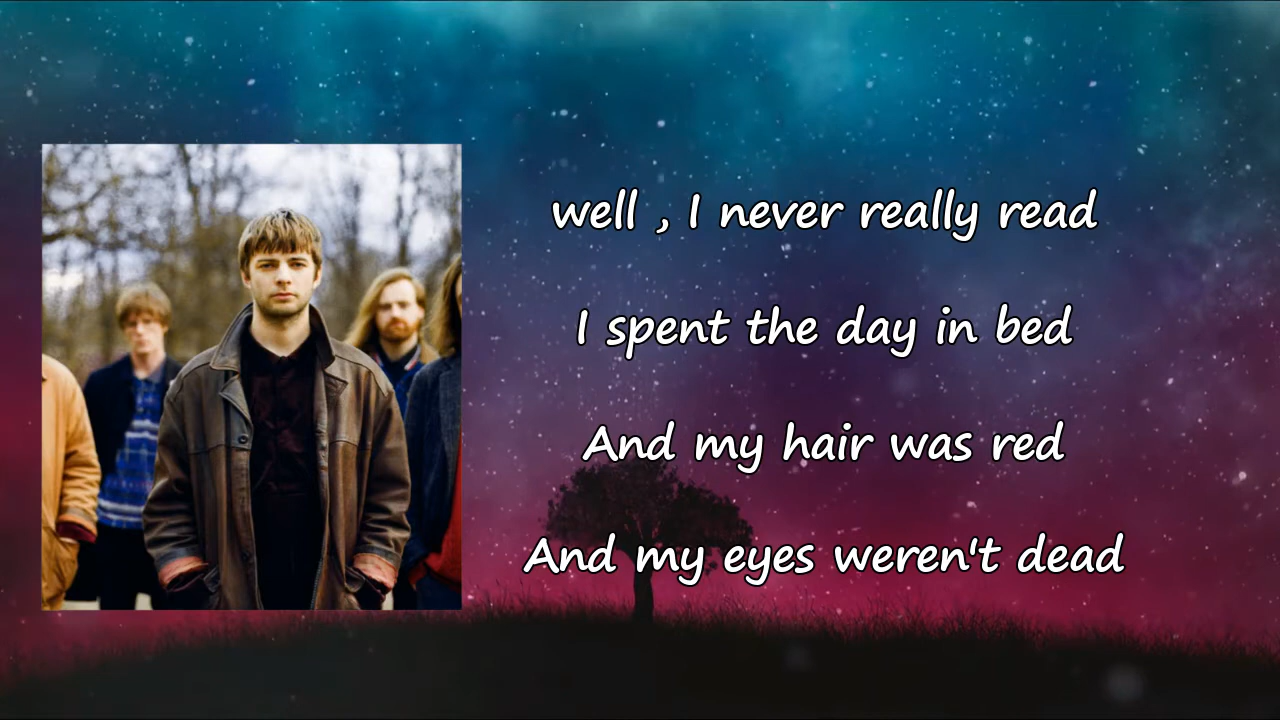 well , I never really read
I spent the day in bed
And my hair was red
And my eyes weren't dead